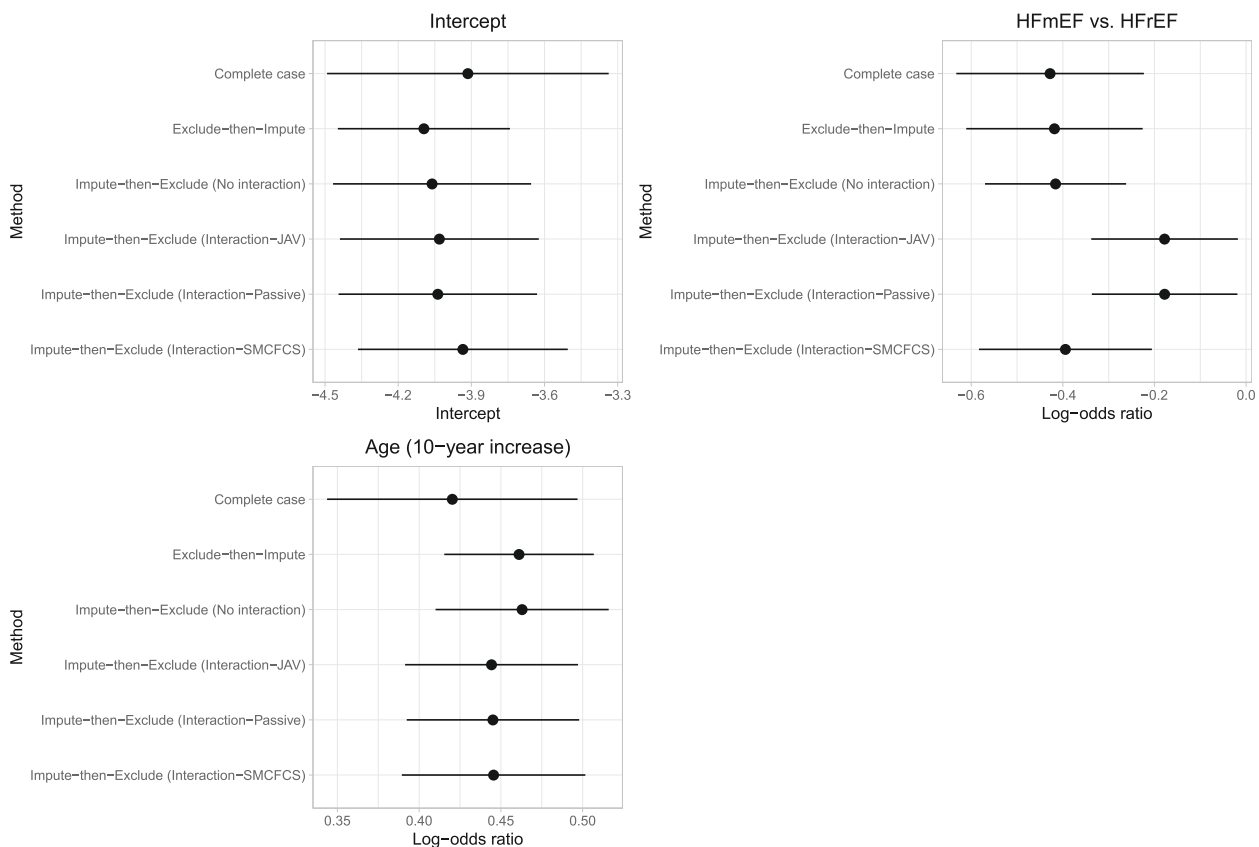 Intercept
Method
Complete case
Exclude−then−Impute
Impute−then−Exclude (No interaction)
Impute−then−Exclude (Interaction−JAV)
Impute−then−Exclude (Interaction−Passive)
Impute−then−Exclude (Interaction−SMCFCS)
−4.5 −4.2 −3.9 −3.6 −3.3
Intercept
HFmEF vs. HFrEF
Method
Complete case
Exclude−then−Impute
Impute−then−Exclude (No interaction)
Impute−then−Exclude (Interaction−JAV)
Impute−then−Exclude (Interaction−Passive)
Impute−then−Exclude (Interaction−SMCFCS)
−0.6 −0.4 −0.2 0.0
Log−odds ratio
Age (10−year increase)
Method
Complete case
Exclude−then−Impute
Impute−then−Exclude (No interaction)
Impute−then−Exclude (Interaction−JAV)
Impute−then−Exclude (Interaction−Passive)
Impute−then−Exclude (Interaction−SMCFCS)
0.35 0.40 0.45 0.50
Log−odds ratio